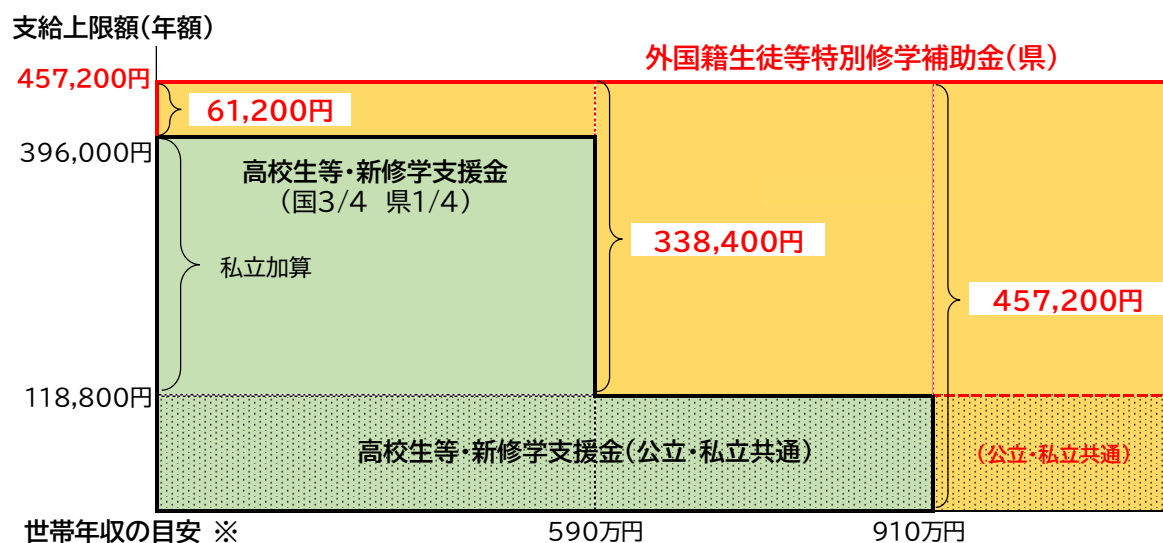 支給上限額(年額)
外国籍生徒等特別修学補助金(県)
457,200円
61,200円
396,000円
高校生等・新修学支援金
(国3/4 県1/4)
338,400円
私立加算
457,200円
118,800円
高校生等・新修学支援金(公立・私立共通)
(公立・私立共通)
世帯年収の目安 ※
590万円
910万円